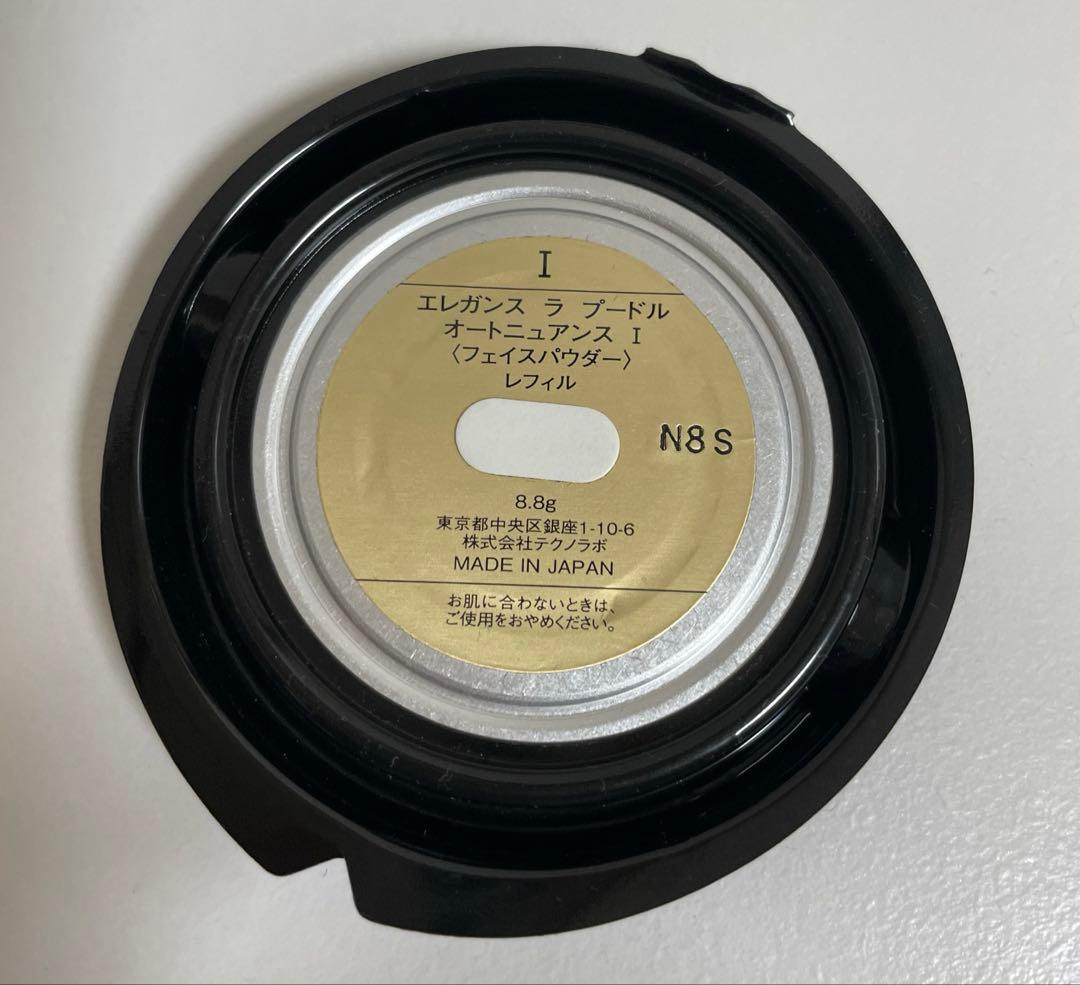 I
エレガンス ラ プードル
オートニュアンス I
〈フェイスパウダー〉
レフィル
N8S
8.8g
東京都中央区銀座1-10-6
株式会社テクノラボ
MADE IN JAPAN
お肌に合わないときは、
ご使用をおやめください。